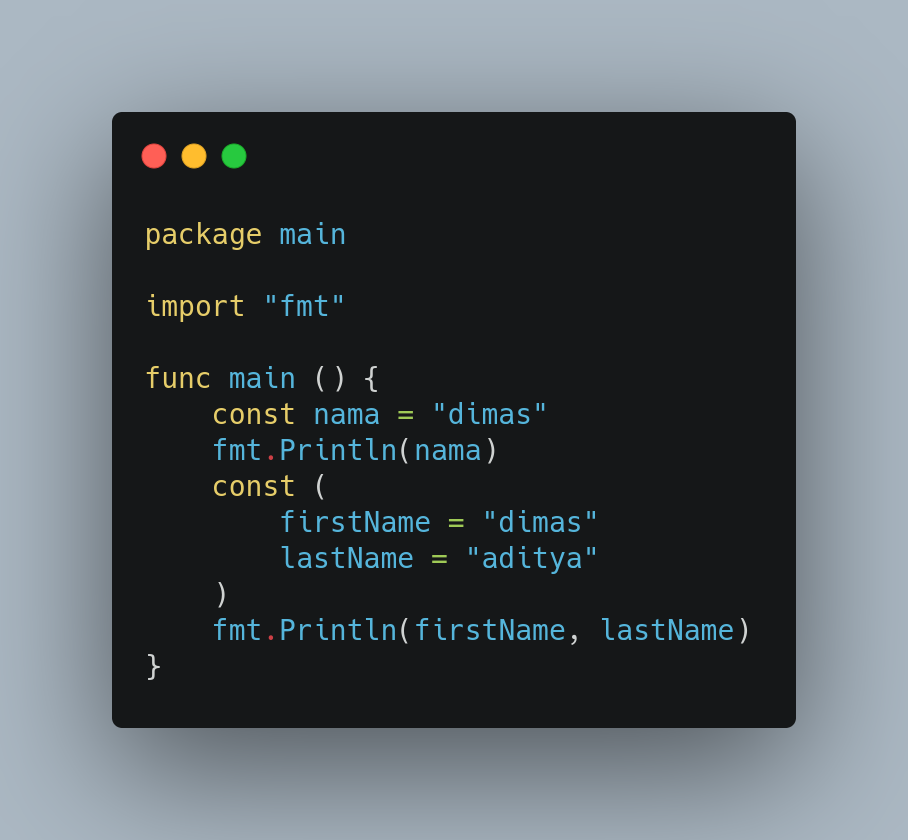 package main

import "fmt"

func main () {
    const nama = "dimas"
    fmt.Println(nama)
    const (
        firstName = "dimas"
        lastName = "aditya"
    )
    fmt.Println(firstName, lastName)
}